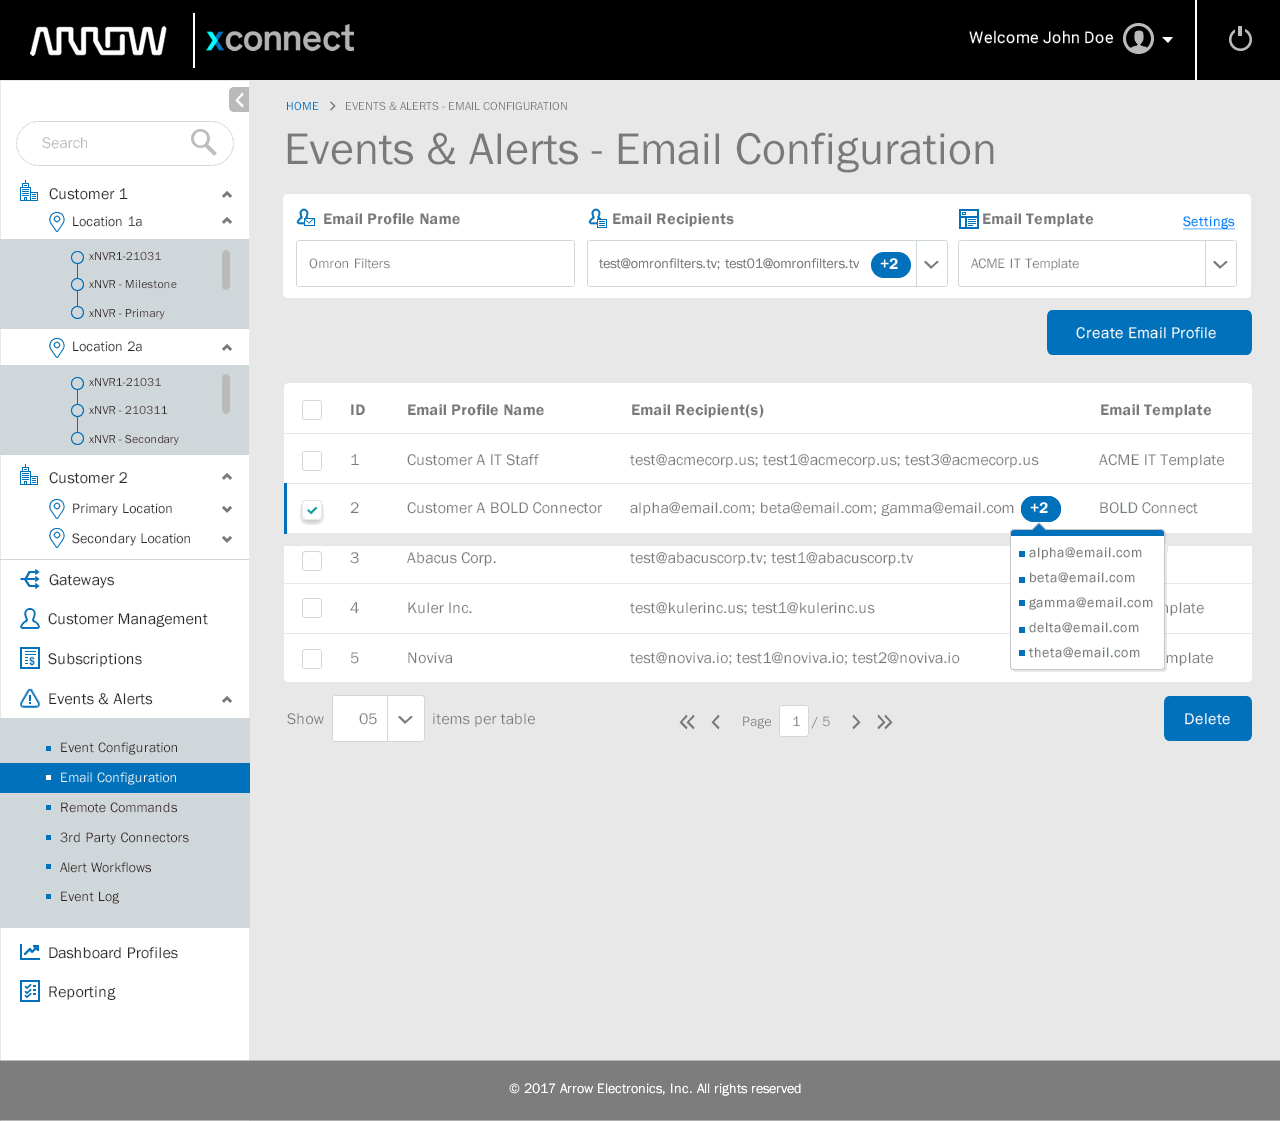 ARROW xconnect Welcome John Doe
HOME > EVENTS & ALERTS - EMAIL CONFIGURATION
Events & Alerts - Email Configuration
Search
Customer 1
Location 1a
xNVR1-21031
xNVR - Milestone
xNVR - Primary
Location 2a
xNVR1-21031
xNVR - 210311
xNVR - Secondary
Customer 2
Primary Location
Secondary Location
Gateways
Customer Management
Subscriptions
Events & Alerts
Event Configuration
Email Configuration
Remote Commands
3rd Party Connectors
Alert Workflows
Event Log
Dashboard Profiles
Reporting
Email Profile Name Email Recipients Email Template Settings
Omron Filters test@omronfilters.tv; test01@omronfilters.tv +2 ACME IT Template
Create Email Profile
ID Email Profile Name Email Recipient(s) Email Template
1 Customer A IT Staff test@acmecorp.us; test1@acmecorp.us; test3@acmecorp.us ACME IT Template
2 Customer A BOLD Connector alpha@email.com; beta@email.com; gamma@email.com +2 BOLD Connect
3 Abacus Corp. test@abacuscorp.tv; test1@abacuscorp.tv
4 Kuler Inc. test@kulerinc.us; test1@kulerinc.us mplate
5 Noviva test@noviva.io; test1@noviva.io; test2@noviva.io mplate
alpha@email.com
beta@email.com
gamma@email.com
delta@email.com
theta@email.com
Show 05 items per table Page 1 / 5 Delete
© 2017 Arrow Electronics, Inc. All rights reserved